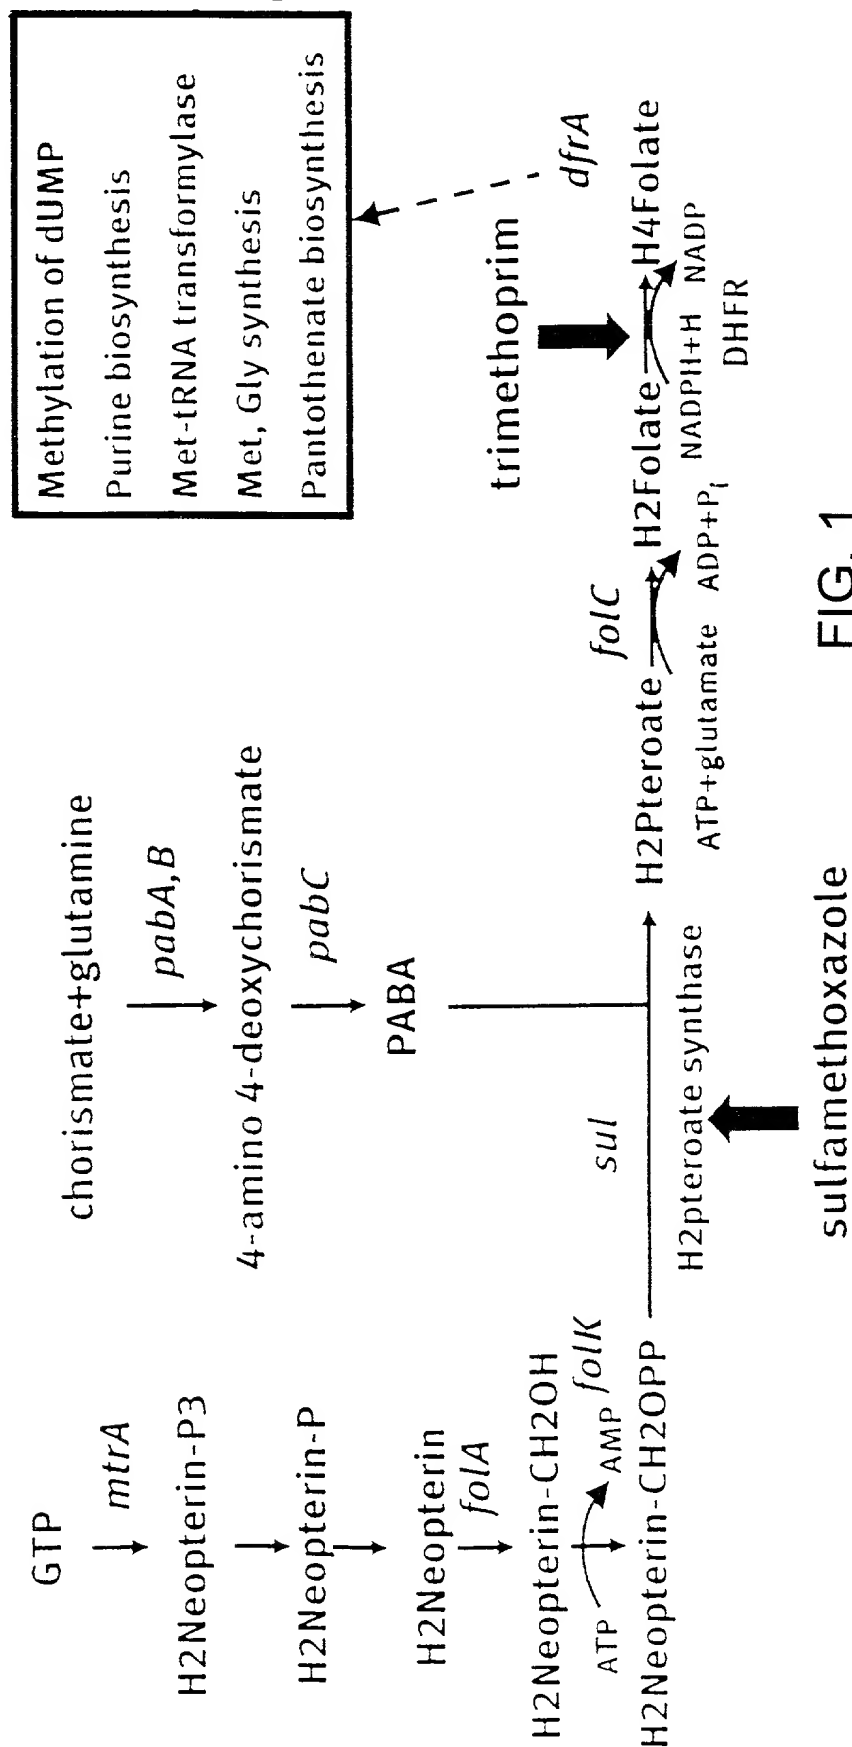 GTP
mtrA
H2Neopterin-P3
H2Neopterin-P
H2Neopterin
folA
H2Neopterin-CH2OH
ATP
AMP
folK
H2Neopterin-CH2OPP
chorismate+glutamine
pabA,B
4-amino 4-deoxychorismate
pabC
PABA
sul
H2pteroate synthase
sulfamethoxazole
H2Pteroate
folC
ATP+glutamate
ADP+Pi
H2Folate
trimethoprim
NADPH+H
NADP
DHFR
H4Folate
dfrA
Methylation of dUMP
Purine biosynthesis
Met-tRNA transformylase
Met, Gly synthesis
Pantothenate biosynthesis
FIG. 1